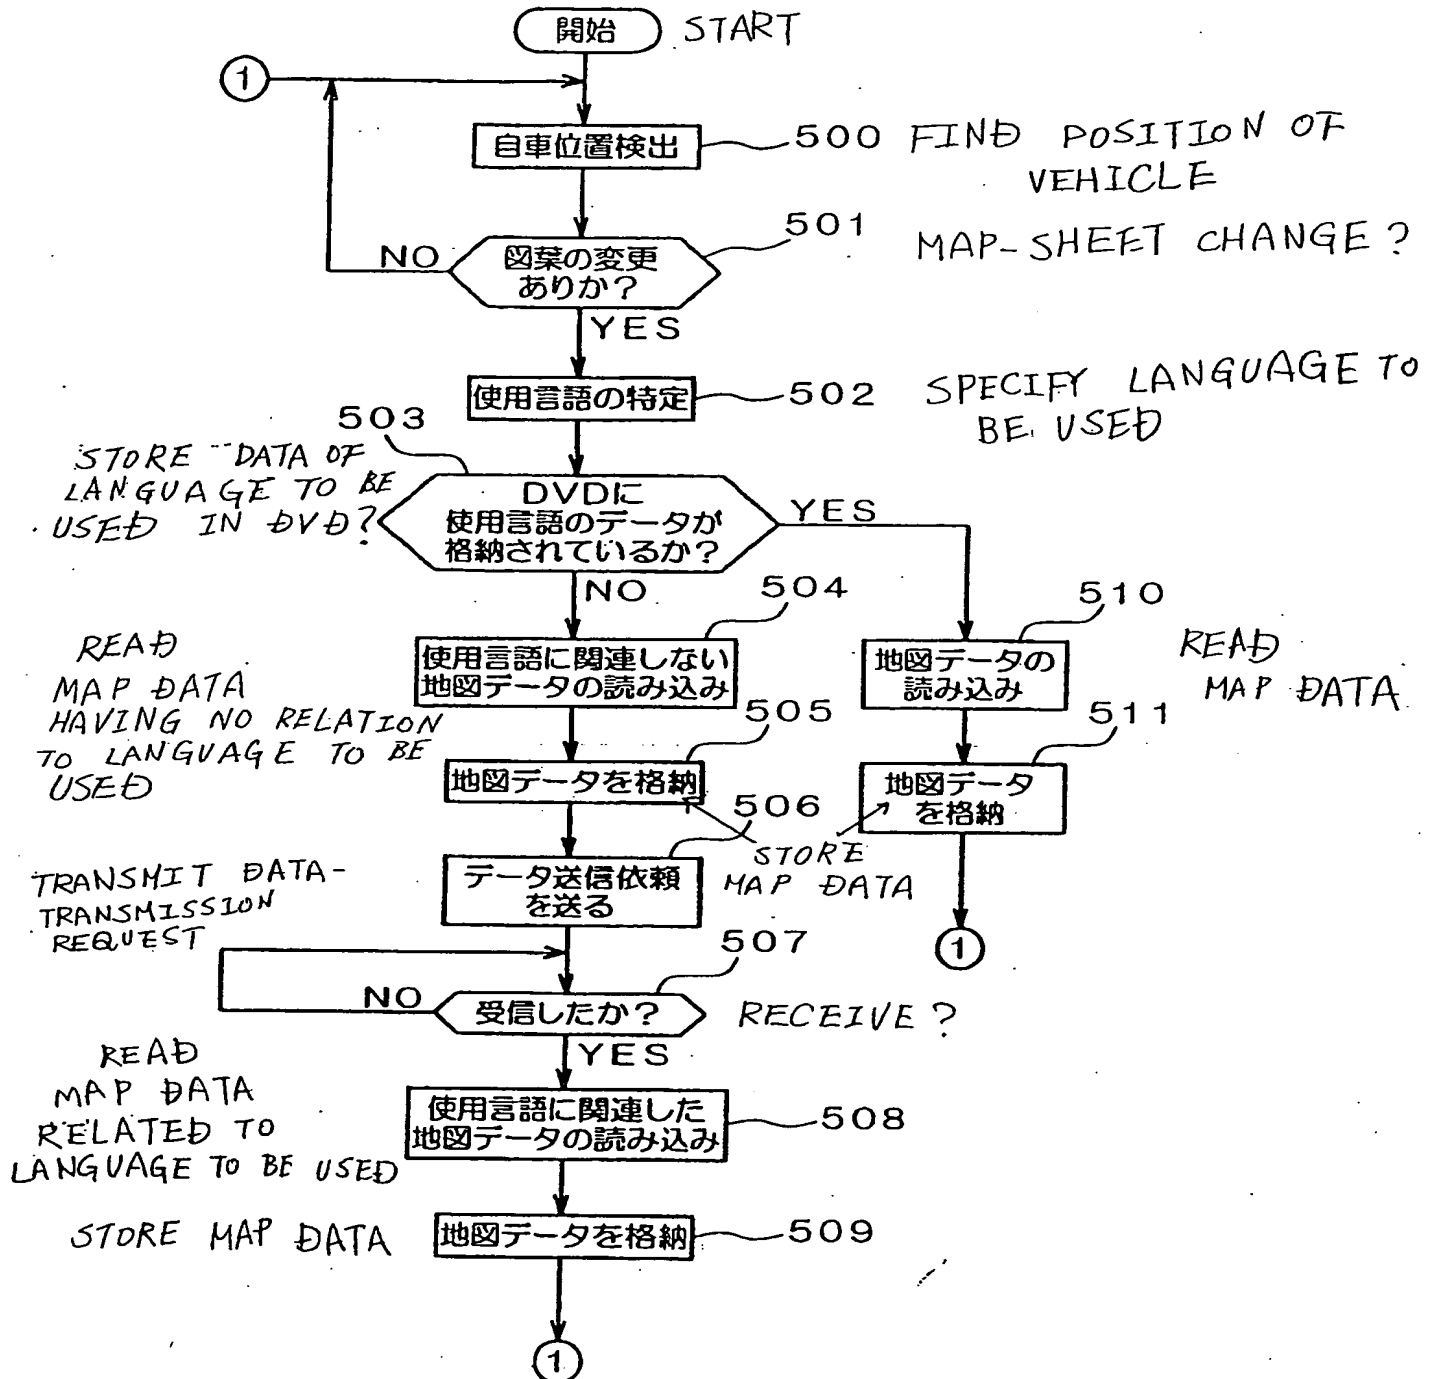 開始 START
①
自車位置検出 500 FIND POSITION OF
VEHICLE
501
図葉の変更
ありか？
MAP-SHEET CHANGE?
NO
YES
使用言語の特定 502 SPECIFY LANGUAGE TO
BE USED
503
STORE DATA OF
LANGUAGE TO BE
USED IN DVD?
DVDに
使用言語のデータが
格納されているか？
YES
NO
504
使用言語に関連しない
地図データの読み込み
READ
MAP DATA
HAVING NO RELATION
TO LANGUAGE TO BE
USED
510
地図データの
読み込み
READ
MAP DATA
505
地図データを格納
511
地図データ
を格納
STORE
MAP DATA
506
データ送信依頼
を送る
TRANSMIT DATA-
TRANSMISSION
REQUEST
①
507
NO
受信したか？ RECEIVE?
YES
READ
MAP DATA
RELATED TO
LANGUAGE TO BE USED
使用言語に関連した
地図データの読み込み
508
STORE MAP DATA 地図データを格納 509
①